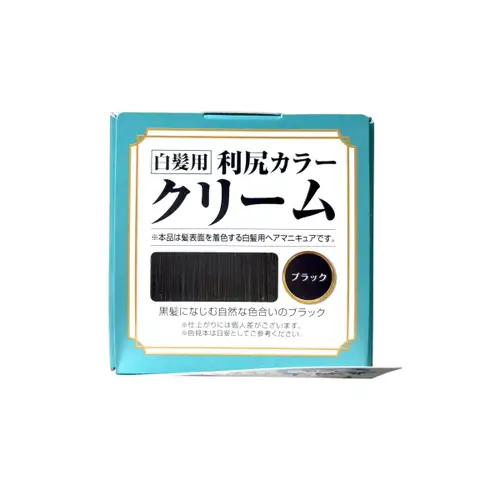 白髪用 利尻カラー
クリーム
※本品は髪表面を着色する白髪用ヘアマニキュアです。
ブラック
黒髪になじむ自然な色合いのブラック
※仕上がりには個人差がございます。
※色見本は目安としてご参考ください。